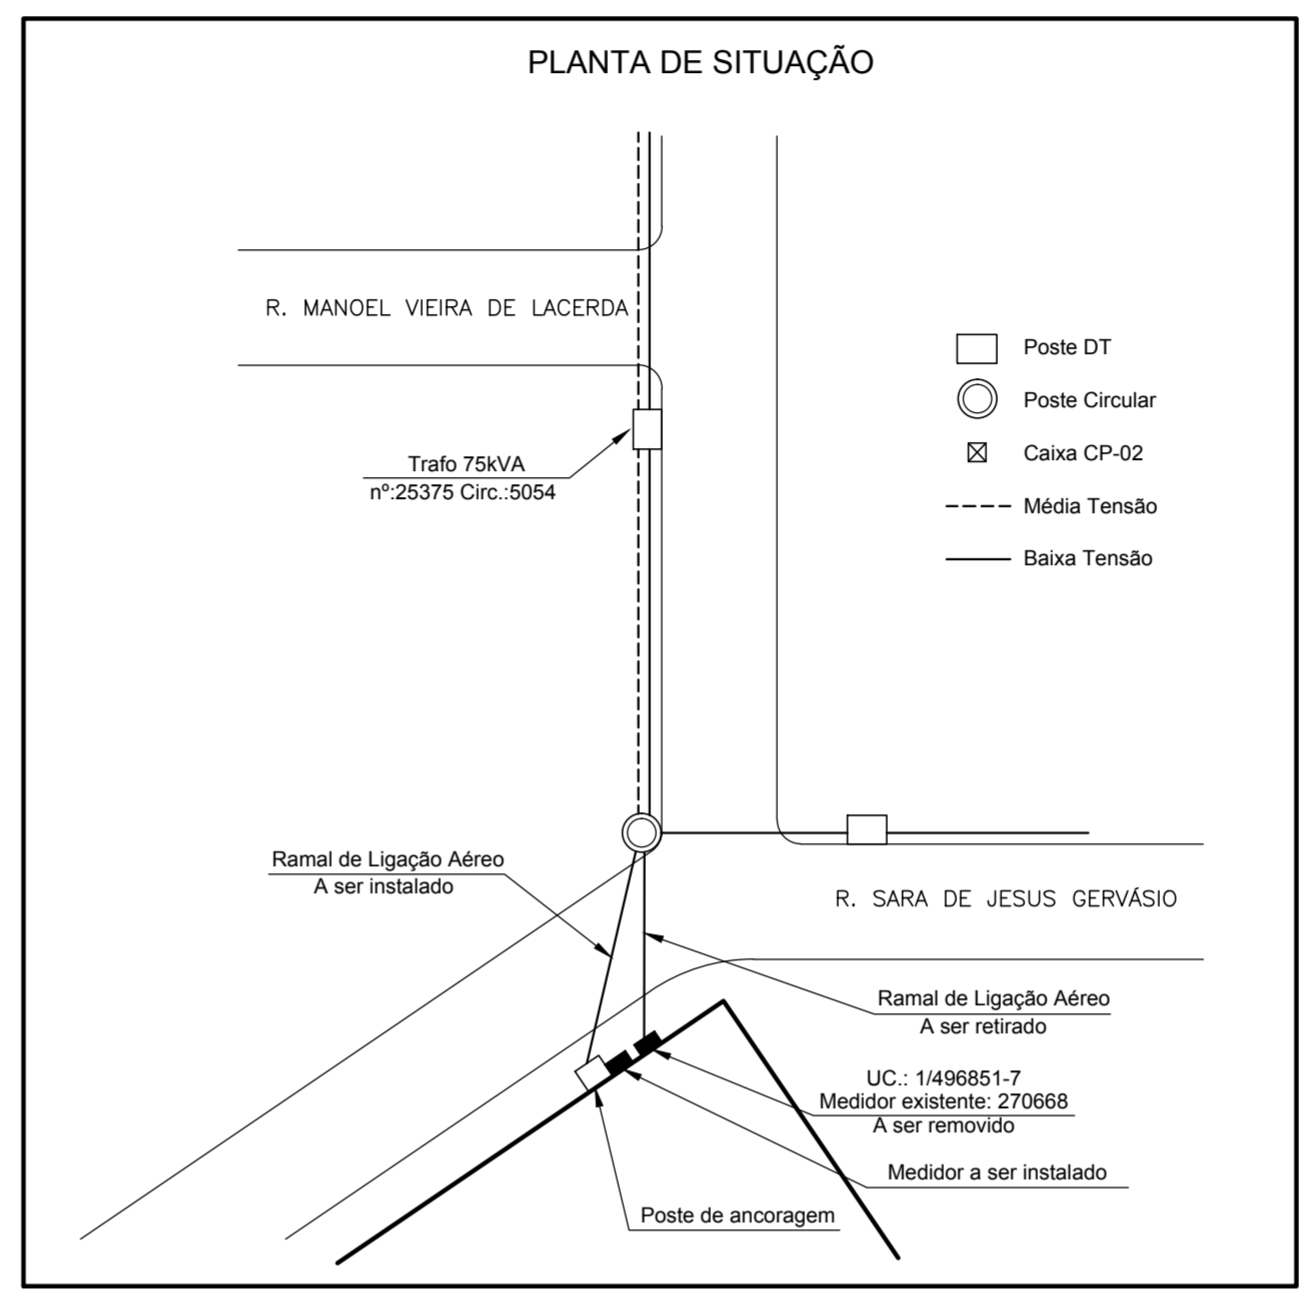 PLANTA DE SITUAÇÃO
R. MANOEL VIEIRA DE LACERDA
Poste DT
Poste Circular
Caixa CP-02
Média Tensão
Baixa Tensão
Trafo 75kVA
nº:25375 Circ.:5054
Ramal de Ligação Aéreo
A ser instalado
R. SARA DE JESUS GERVÁSIO
Ramal de Ligação Aéreo
A ser retirado
UC.: 1/496851-7
Medidor existente: 270668
A ser removido
Medidor a ser instalado
Poste de ancoragem